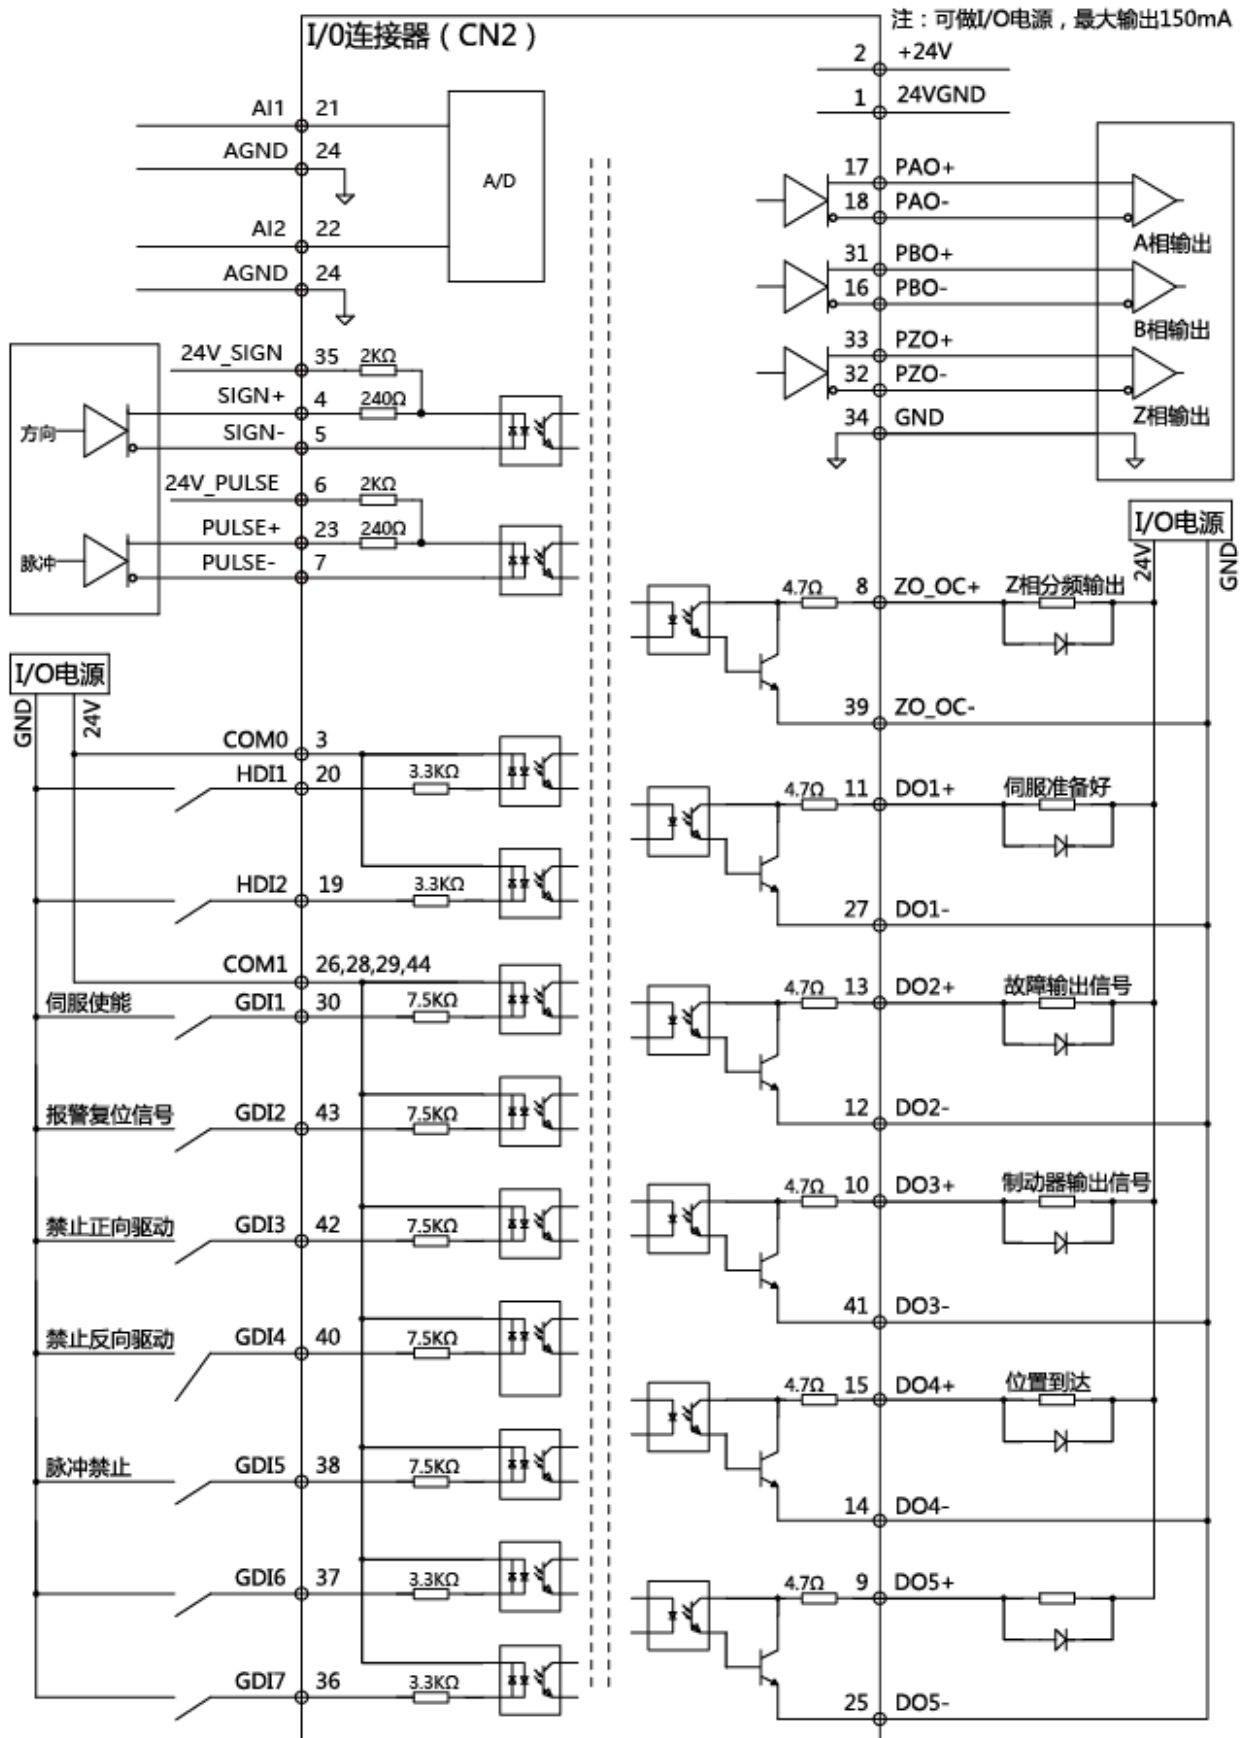 注：可做I/O电源，最大输出150mA
I/0连接器（CN2）
2 +24V
1 24VGND
AI1 21
AGND 24
A/D
AI2 22
AGND 24
17 PAO+
18 PAO-
A相输出
31 PBO+
16 PBO-
B相输出
33 PZO+
32 PZO-
Z相输出
34 GND
24V_SIGN 35 2KΩ
SIGN+ 4 240Ω
方向
SIGN- 5
24V_PULSE 6 2KΩ
PULSE+ 23 240Ω
脉冲
PULSE- 7
I/O电源
24V
GND
4.7Ω 8 ZO_OC+ Z相分频输出
39 ZO_OC-
I/O电源
GND
24V
COM0 3
HDI1 20 3.3KΩ
HDI2 19 3.3KΩ
COM1 26,28,29,44
伺服使能 GDI1 30 7.5KΩ
报警复位信号 GDI2 43 7.5KΩ
禁止正向驱动 GDI3 42 7.5KΩ
禁止反向驱动 GDI4 40 7.5KΩ
脉冲禁止 GDI5 38 7.5KΩ
GDI6 37 3.3KΩ
GDI7 36 3.3KΩ
4.7Ω 11 DO1+ 伺服准备好
27 DO1-
4.7Ω 13 DO2+ 故障输出信号
12 DO2-
4.7Ω 10 DO3+ 制动器输出信号
41 DO3-
4.7Ω 15 DO4+ 位置到达
14 DO4-
4.7Ω 9 DO5+
25 DO5-